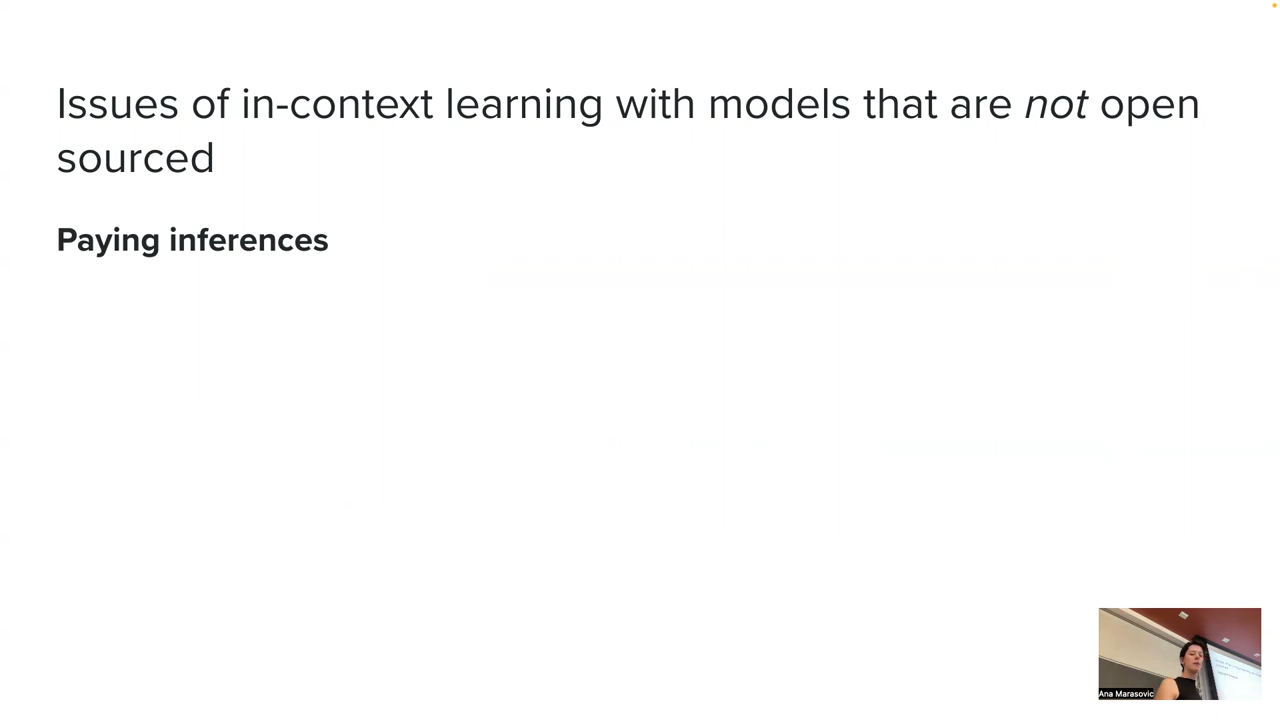 Issues of in-context learning with models that are not open
sourced
Paying inferences
Ana Marasovic